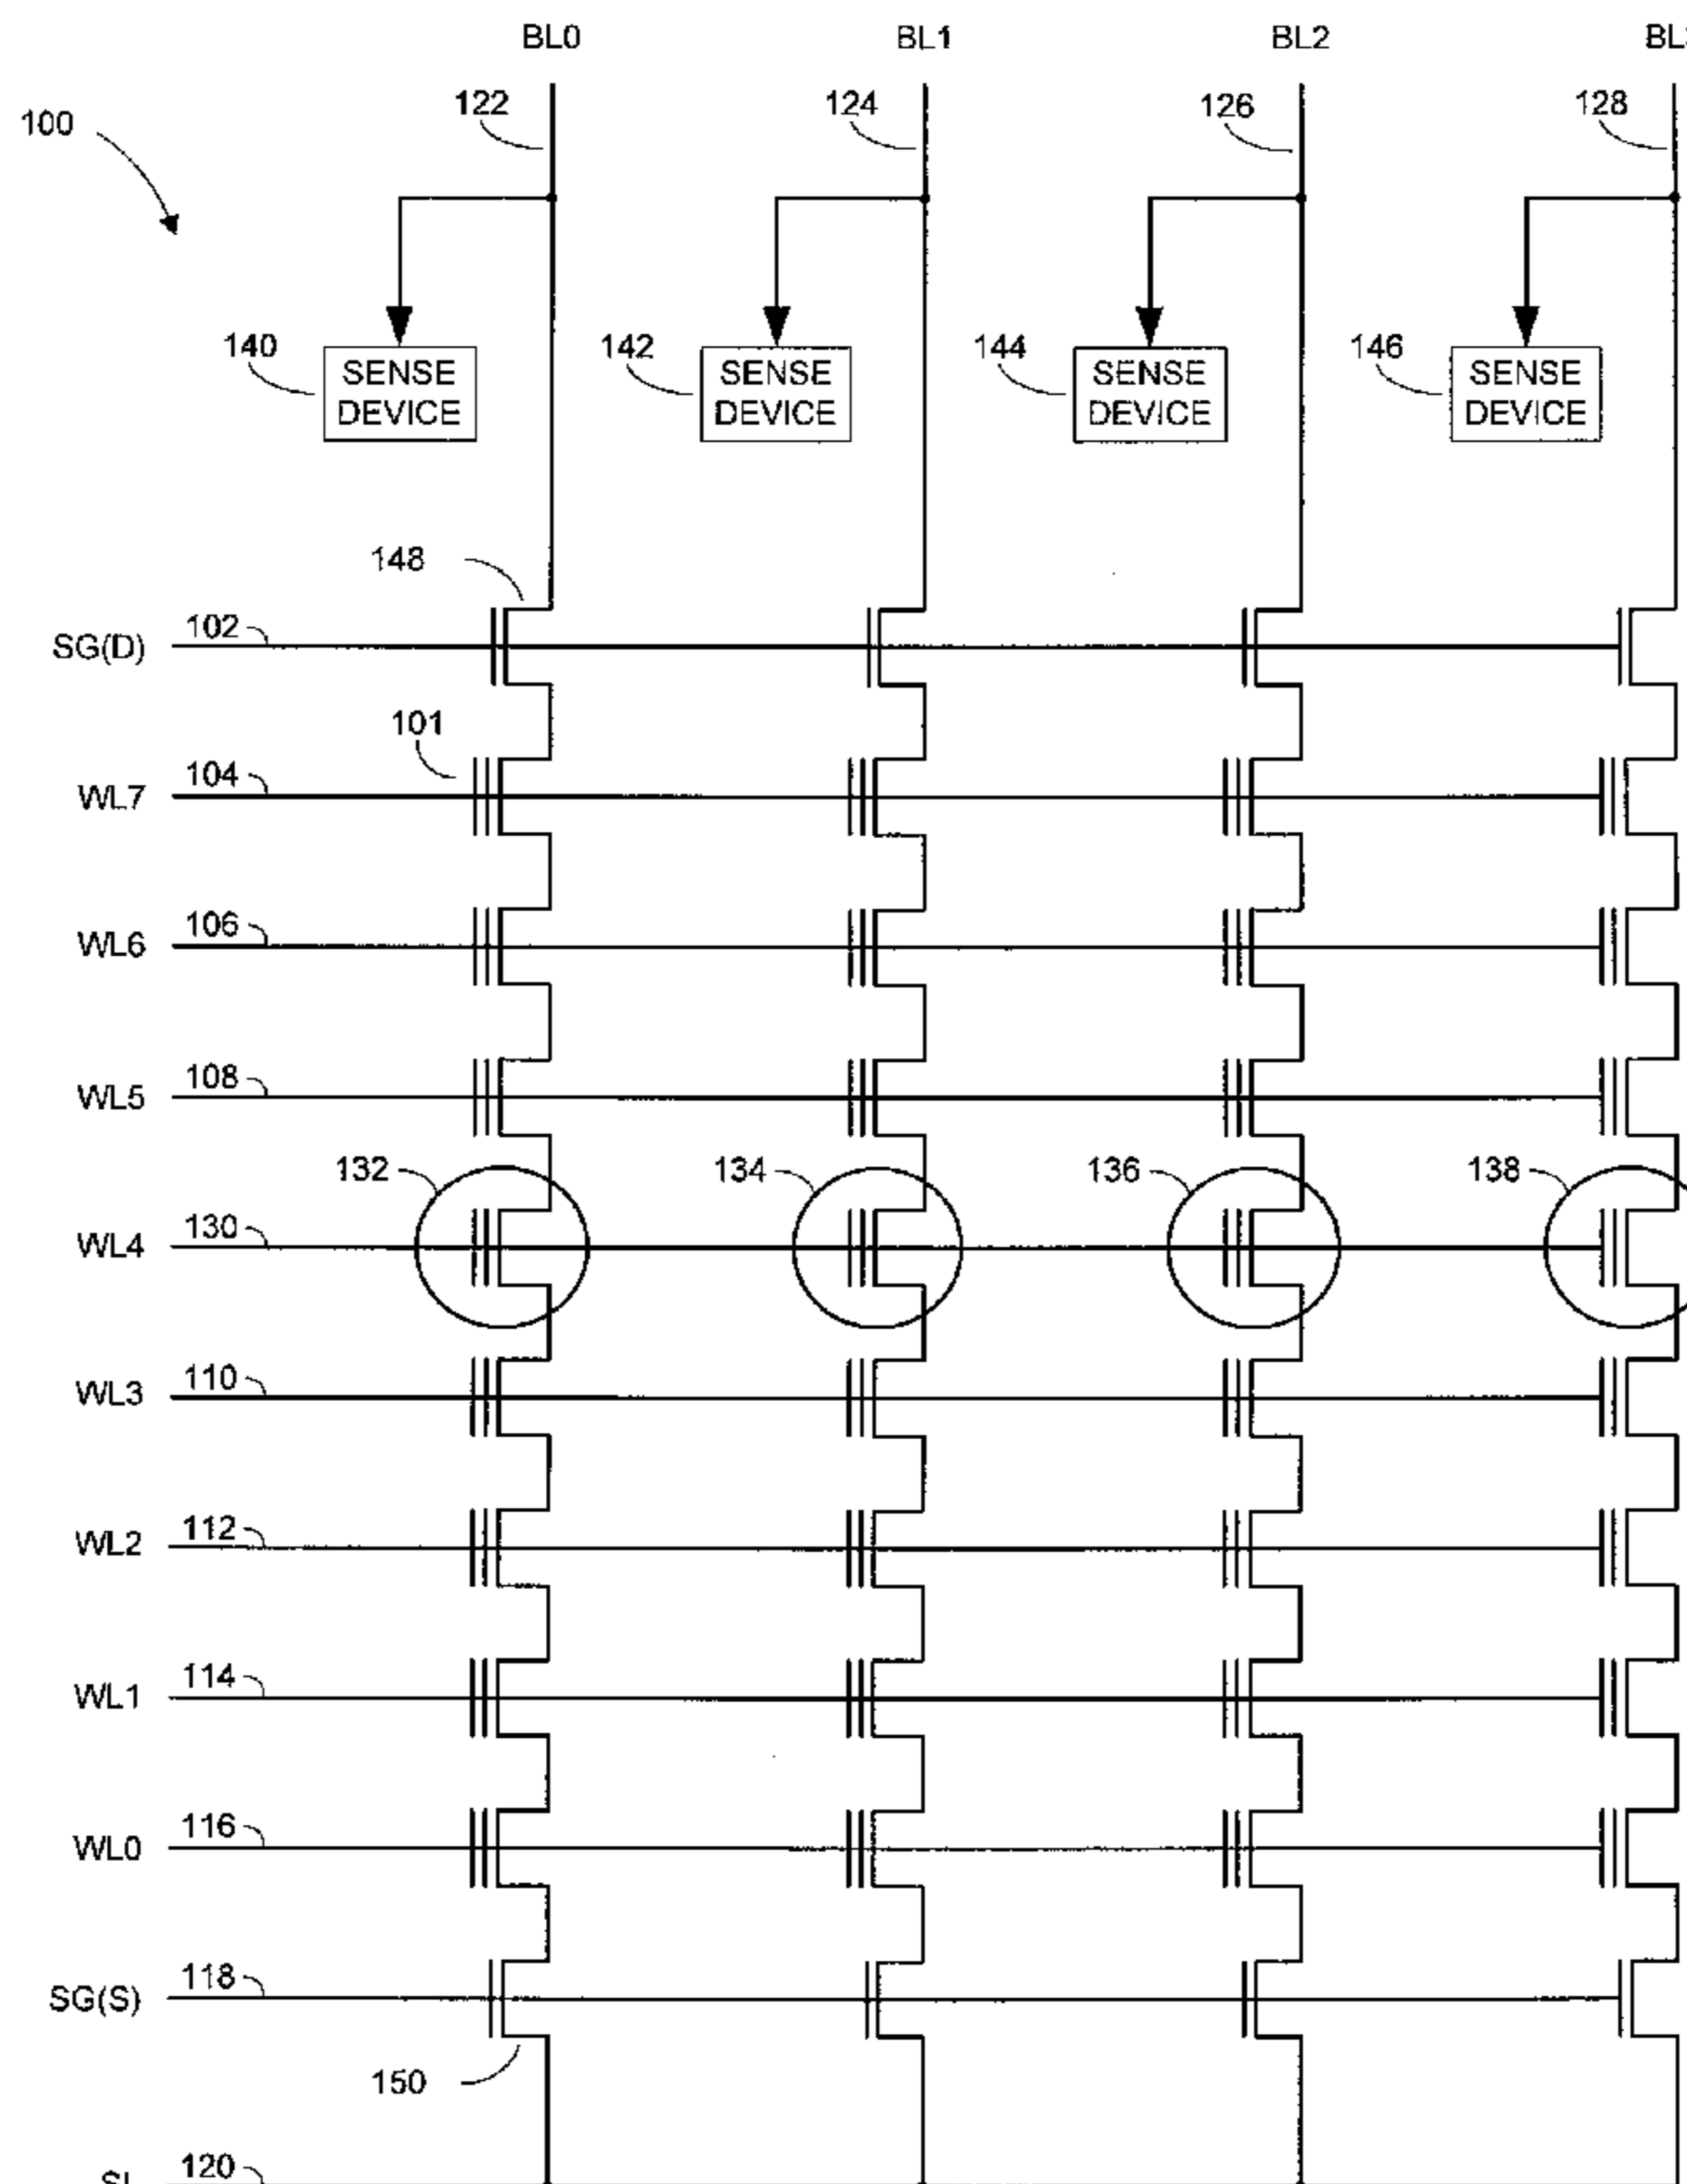 BL0 BL1 BL2
122 124 126 128
100
140 142 144 146
SENSE DEVICE SENSE DEVICE SENSE DEVICE SENSE DEVICE
148
SG(D) 102
101
WL7 104
WL6 106
WL5 108
132 134 136 138
WL4 130
WL3 110
WL2 112
WL1 114
WL0 116
SG(S) 118
150
SL 120